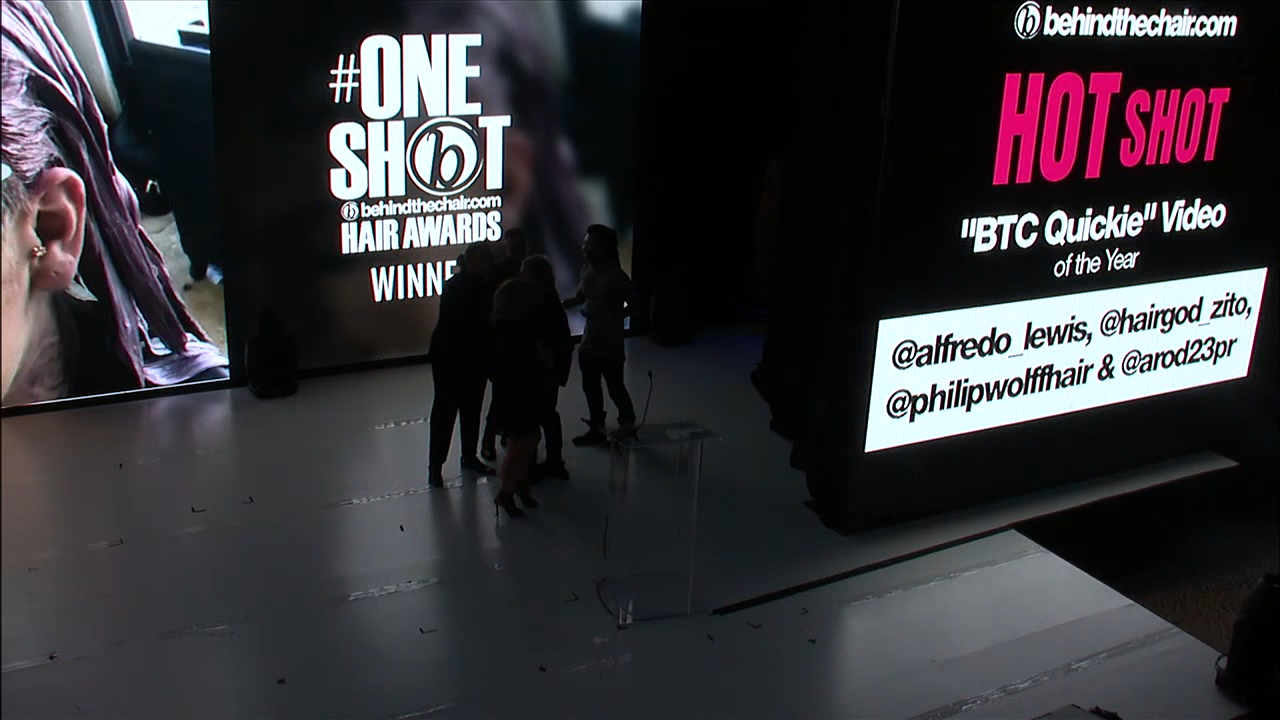 #ONE
SHOT
behindthechair.com
HAIR AWARDS
WINNE
behindthechair.com
HOT SHOT
"BTC Quickie" Video
of the Year
@alfredo_lewis, @hairgod_zito,
@philipwolffhair & @arod23pr